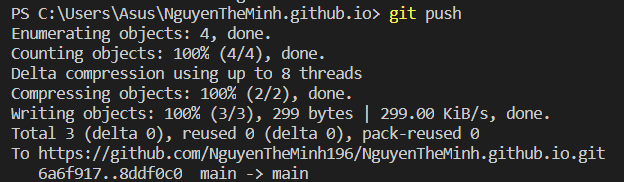 PS C:\Users\Asus\NguyenTheMinh.github.io> git push
Enumerating objects: 4, done.
Counting objects: 100% (4/4), done.
Delta compression using up to 8 threads
Compressing objects: 100% (2/2), done.
Writing objects: 100% (3/3), 299 bytes | 299.00 KiB/s, done.
Total 3 (delta 0), reused 0 (delta 0), pack-reused 0
To https://github.com/NguyenTheMinh196/NguyenTheMinh.github.io.git
   6a6f917..8ddf0c0  main -> main